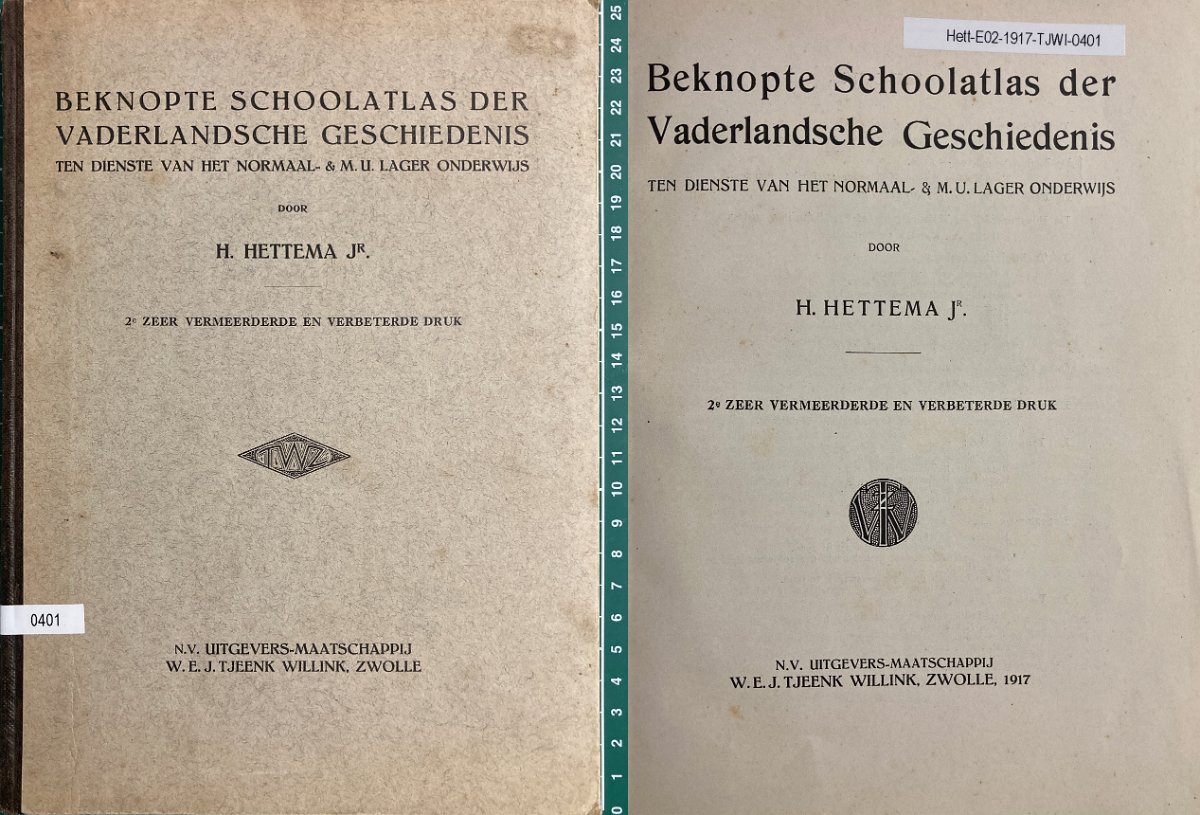 BEKNOPTE SCHOOLATLAS DER
VADERLANDSCHE GESCHIEDENIS
TEN DIENSTE VAN HET NORMAAL- & M. U. LAGER ONDERWIJS
DOOR
H. HETTEMA JR.
2e ZEER VERMEERDERDE EN VERBETERDE DRUK
TWZ
0401
N.V. UITGEVERS-MAATSCHAPPIJ
W. E. J. TJEENK WILLINK, ZWOLLE
25
24
23
22
21
20
19
18
17
16
15
14
13
12
11
10
9
8
7
6
5
4
3
2
1
0
Hett-E02-1917-TJWI-0401
Beknopte Schoolatlas der
Vaderlandsche Geschiedenis
TEN DIENSTE VAN HET NORMAAL- & M. U. LAGER ONDERWIJS
DOOR
H. HETTEMA JR.
2e ZEER VERMEERDERDE EN VERBETERDE DRUK
N.V. UITGEVERS-MAATSCHAPPIJ
W. E. J. TJEENK WILLINK, ZWOLLE, 1917